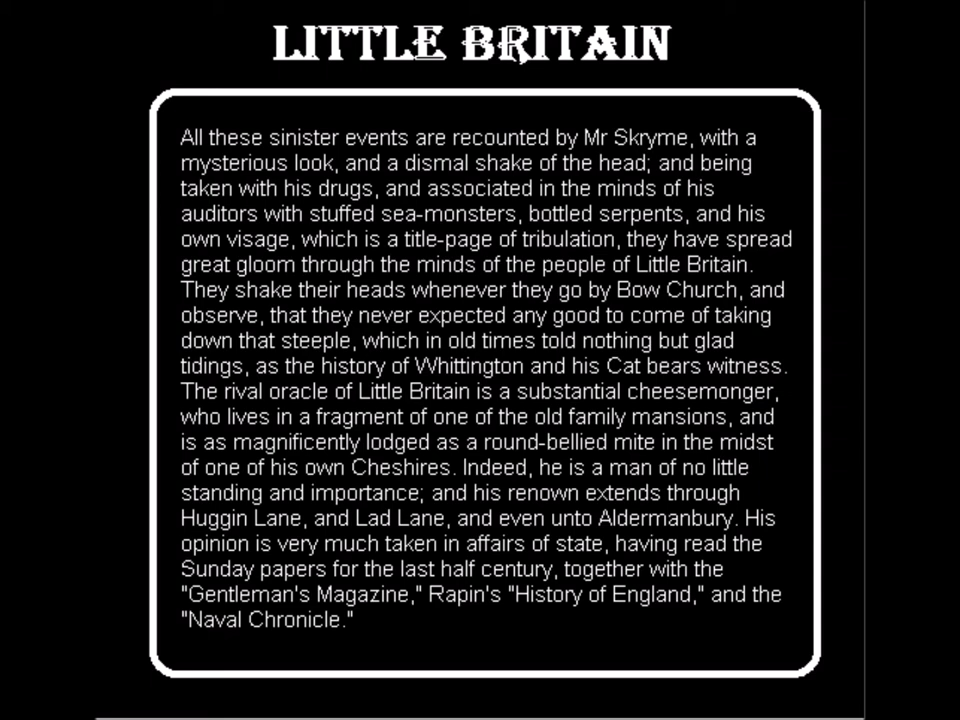 LITTLE BRITAIN
All these sinister events are recounted by Mr Skryme, with a
mysterious look, and a dismal shake of the head; and being
taken with his drugs, and associated in the minds of his
auditors with stuffed sea-monsters, bottled serpents, and his
own visage, which is a title-page of tribulation, they have spread
great gloom through the minds of the people of Little Britain.
They shake their heads whenever they go by Bow Church, and
observe, that they never expected any good to come of taking
down that steeple, which in old times told nothing but glad
tidings, as the history of Whittington and his Cat bears witness.
The rival oracle of Little Britain is a substantial cheesemonger,
who lives in a fragment of one of the old family mansions, and
is as magnificently lodged as a round-bellied mite in the midst
of one of his own Cheshires. Indeed, he is a man of no little
standing and importance; and his renown extends through
Huggin Lane, and Lad Lane, and even unto Aldermanbury. His
opinion is very much taken in affairs of state, having read the
Sunday papers for the last half century, together with the
"Gentleman's Magazine," Rapin's "History of England," and the
"Naval Chronicle."